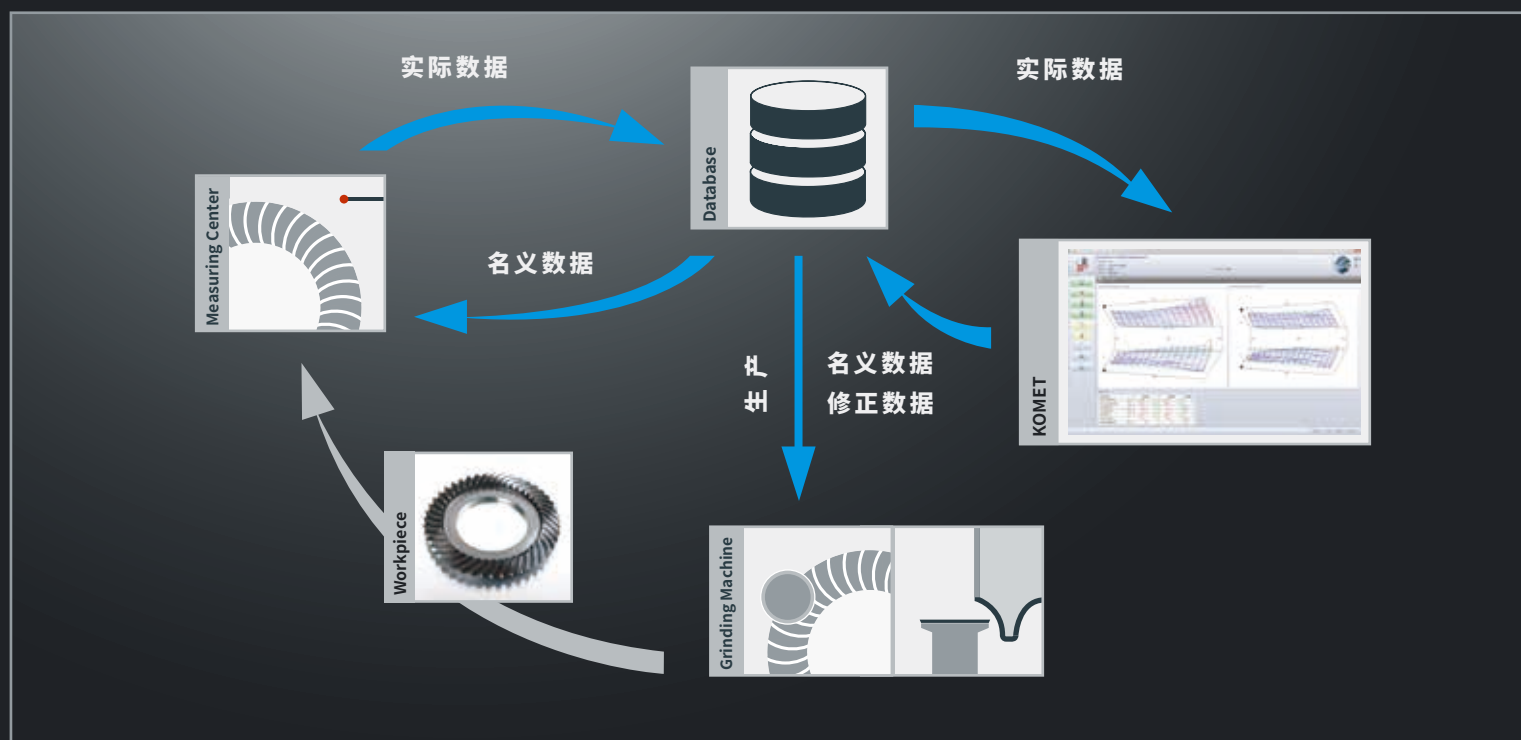 实际数据
实际数据
Database
Measuring Center
名义数据
生产
名义数据
修正数据
KOMET
Workpiece
Grinding Machine